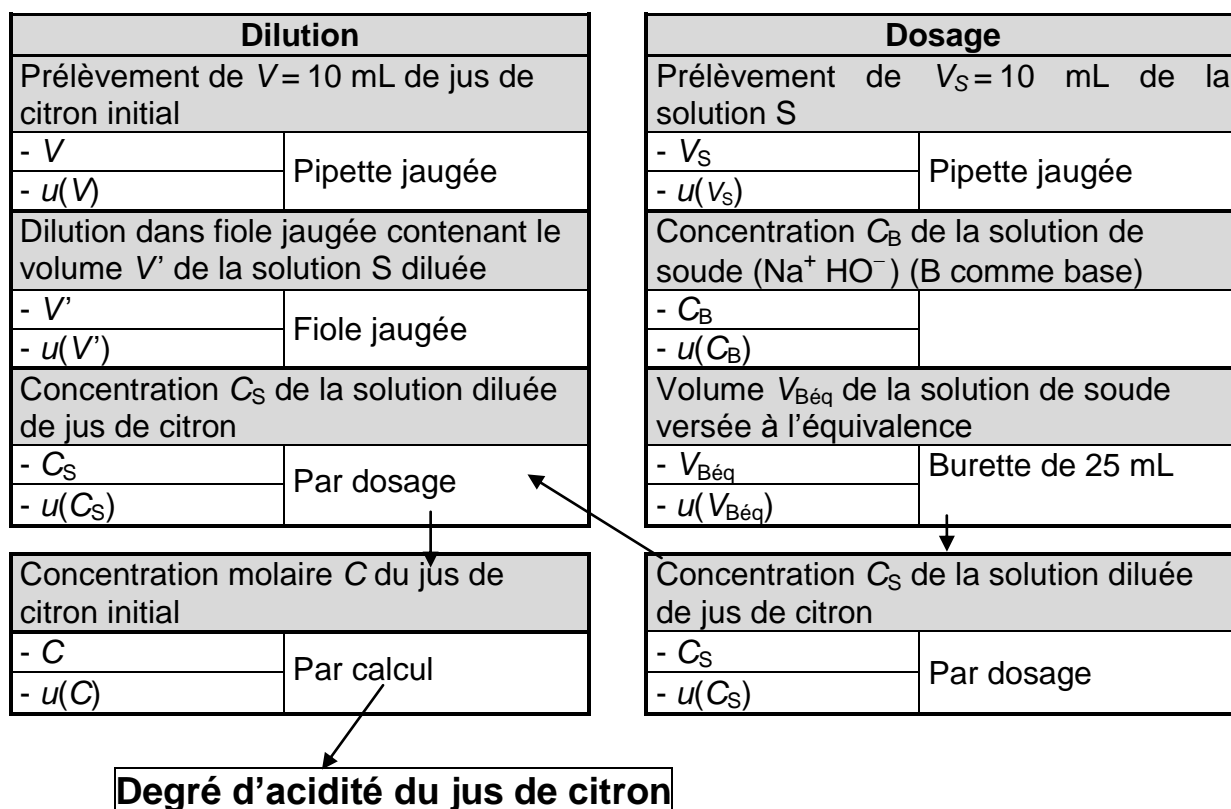 Dilution
Prélèvement de V = 10 mL de jus de
citron initial
- V
- u(V)
Pipette jaugée
Dilution dans fiole jaugée contenant le
volume V' de la solution S diluée
- V'
- u(V')
Fiole jaugée
Concentration CS de la solution diluée
de jus de citron
- CS
- u(CS)
Par dosage
Concentration molaire C du jus de
citron initial
- C
- u(C)
Par calcul
Dosage
Prélèvement de VS = 10 mL de la
solution S
- VS
- u(VS)
Pipette jaugée
Concentration CB de la solution de
soude (Na⁺ HO⁻) (B comme base)
- CB
- u(CB)
Volume VBéq de la solution de soude
versée à l'équivalence
- VBéq
- u(VBéq)
Burette de 25 mL
Concentration CS de la solution diluée
de jus de citron
- CS
- u(CS)
Par dosage
Degré d'acidité du jus de citron